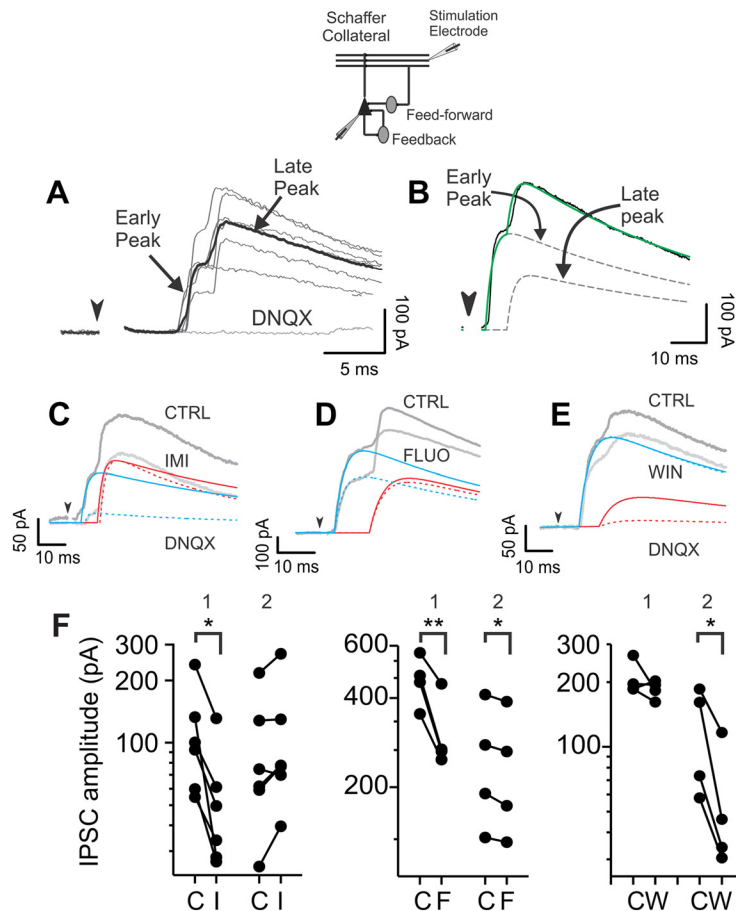 Schaffer
Collateral
Stimulation
Electrode
Feed-forward
Feedback
A
Late
Peak
Early
Peak
DNQX
100 pA
5 ms
B
Early
Peak
Late
peak
100 pA
10 ms
C
CTRL
IMI
DNQX
50 pA
10 ms
D
CTRL
FLUO
100 pA
10 ms
E
CTRL
WIN
DNQX
50 pA
10 ms
F
IPSC amplitude (pA)
1 2
* 
300
200
100
C I C I
1 2
** *
600
400
200
C F C F
1 2
*
300
200
100
C W C W